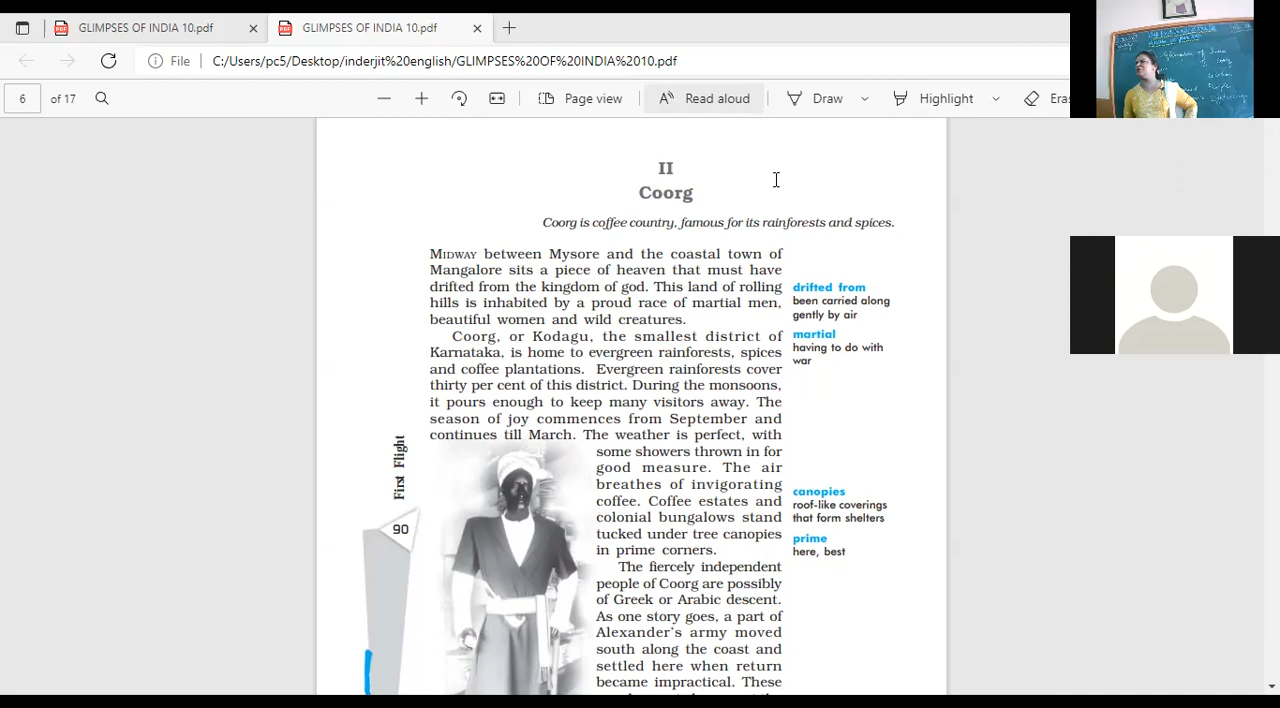 GLIMPSES OF INDIA 10.pdf
GLIMPSES OF INDIA 10.pdf
File
C:/Users/pc5/Desktop/inderjit%20english/GLIMPSES%20OF%20INDIA%2010.pdf
6 of 17
Page view
Read aloud
Draw
Highlight
Eras
II
Coorg
Coorg is coffee country, famous for its rainforests and spices.
MIDWAY between Mysore and the coastal town of
Mangalore sits a piece of heaven that must have
drifted from the kingdom of god. This land of rolling
hills is inhabited by a proud race of martial men,
beautiful women and wild creatures.
Coorg, or Kodagu, the smallest district of
Karnataka, is home to evergreen rainforests, spices
and coffee plantations. Evergreen rainforests cover
thirty per cent of this district. During the monsoons,
it pours enough to keep many visitors away. The
season of joy commences from September and
continues till March. The weather is perfect, with
some showers thrown in for
good measure. The air
breathes of invigorating
coffee. Coffee estates and
colonial bungalows stand
tucked under tree canopies
in prime corners.
The fiercely independent
people of Coorg are possibly
of Greek or Arabic descent.
As one story goes, a part of
Alexander's army moved
south along the coast and
settled here when return
became impractical. These
drifted from
been carried along
gently by air
martial
having to do with
war
canopies
roof-like coverings
that form shelters
prime
here, best
First Flight
90